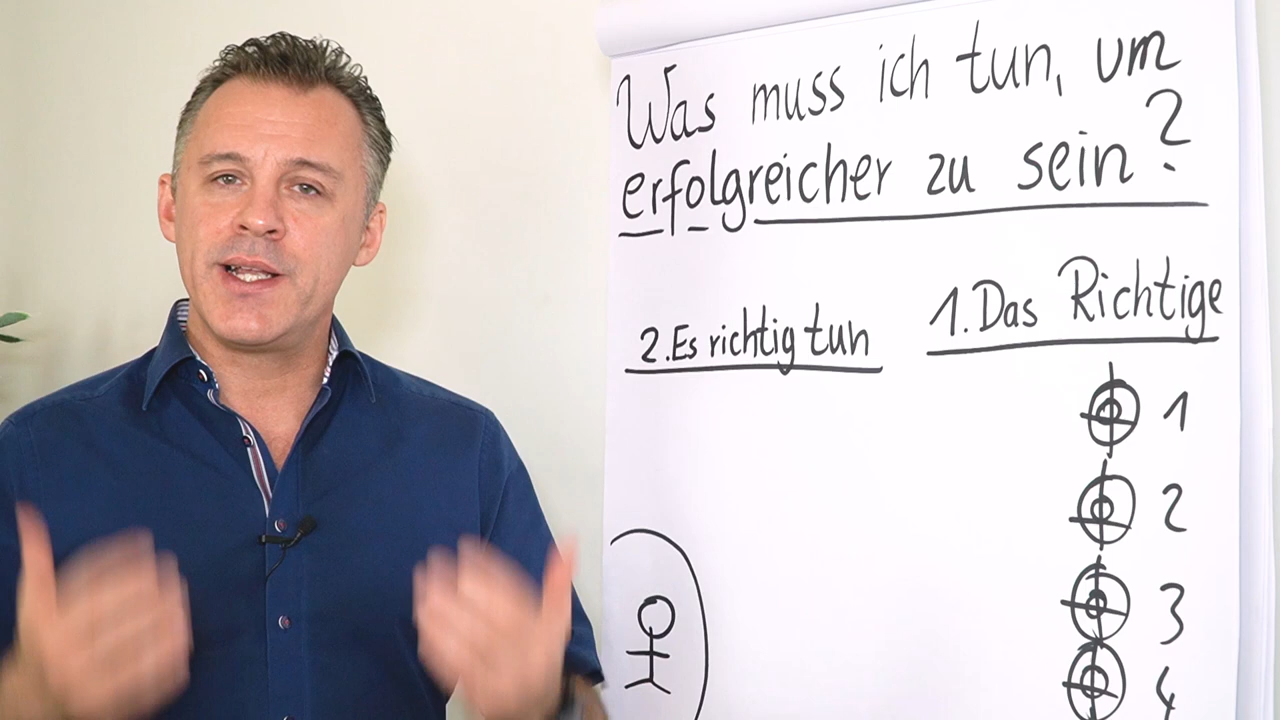 Was muss ich tun, um
erfolgreicher zu sein?
2. Es richtig tun
1. Das Richtige
1
2
3
4